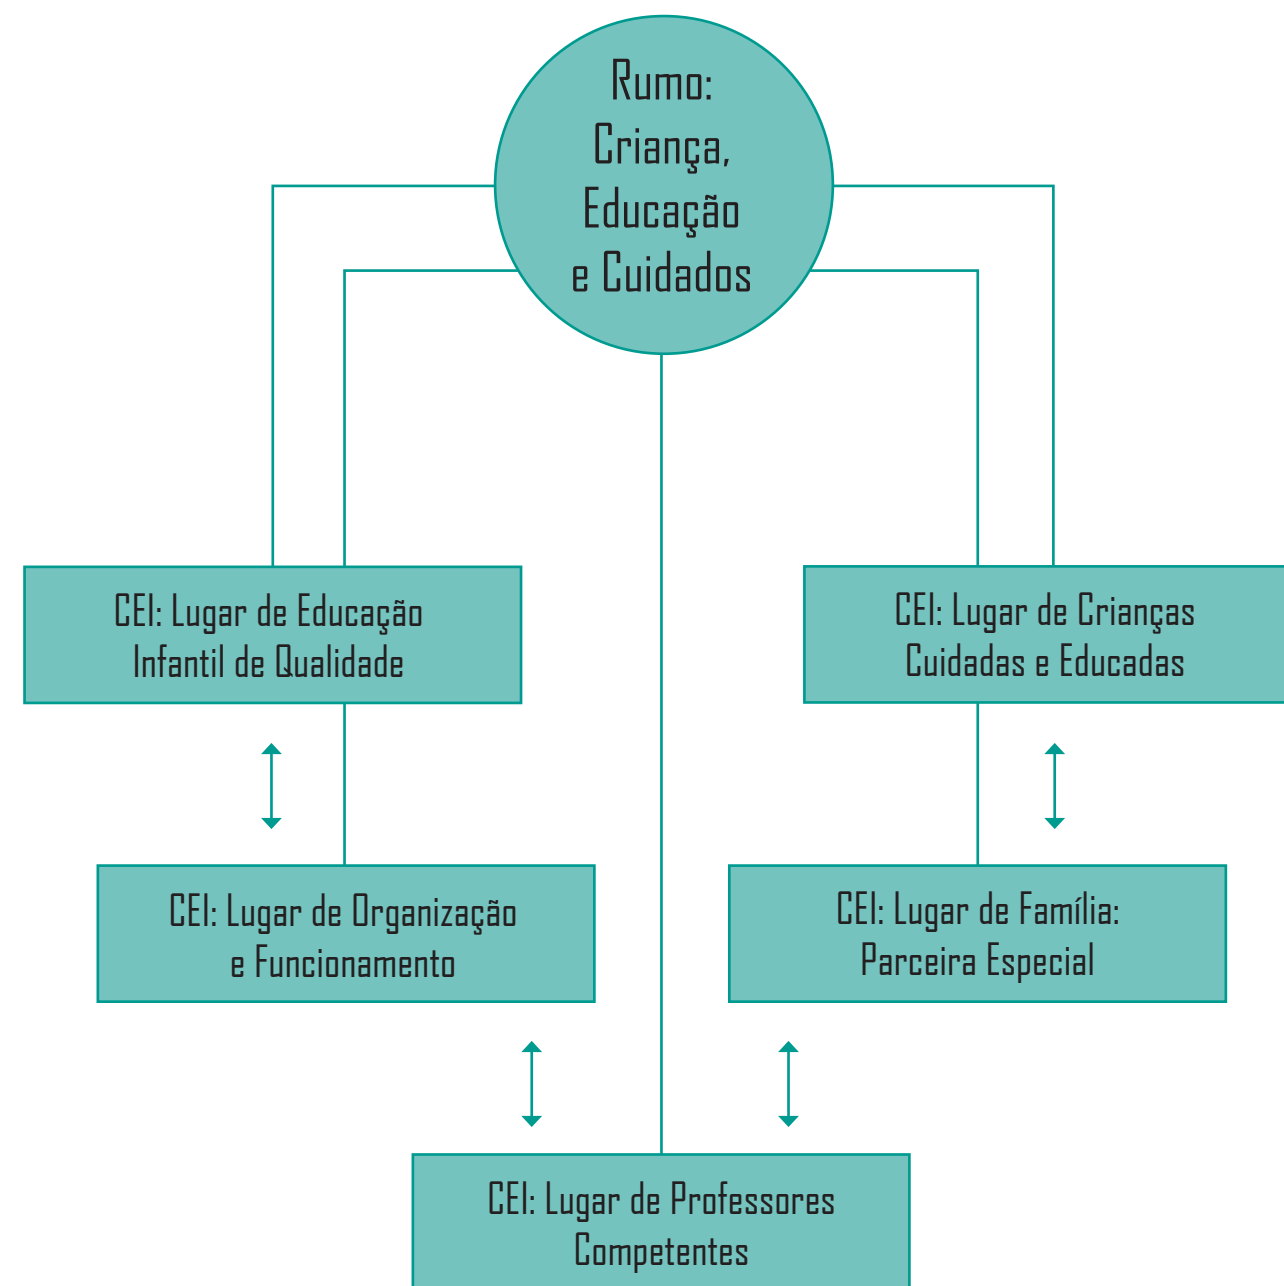 Rumo:
Criança,
Educação
e Cuidados
CEI: Lugar de Educação
Infantil de Qualidade
CEI: Lugar de Crianças
Cuidadas e Educadas
CEI: Lugar de Organização
e Funcionamento
CEI: Lugar de Família:
Parceira Especial
CEI: Lugar de Professores
Competentes